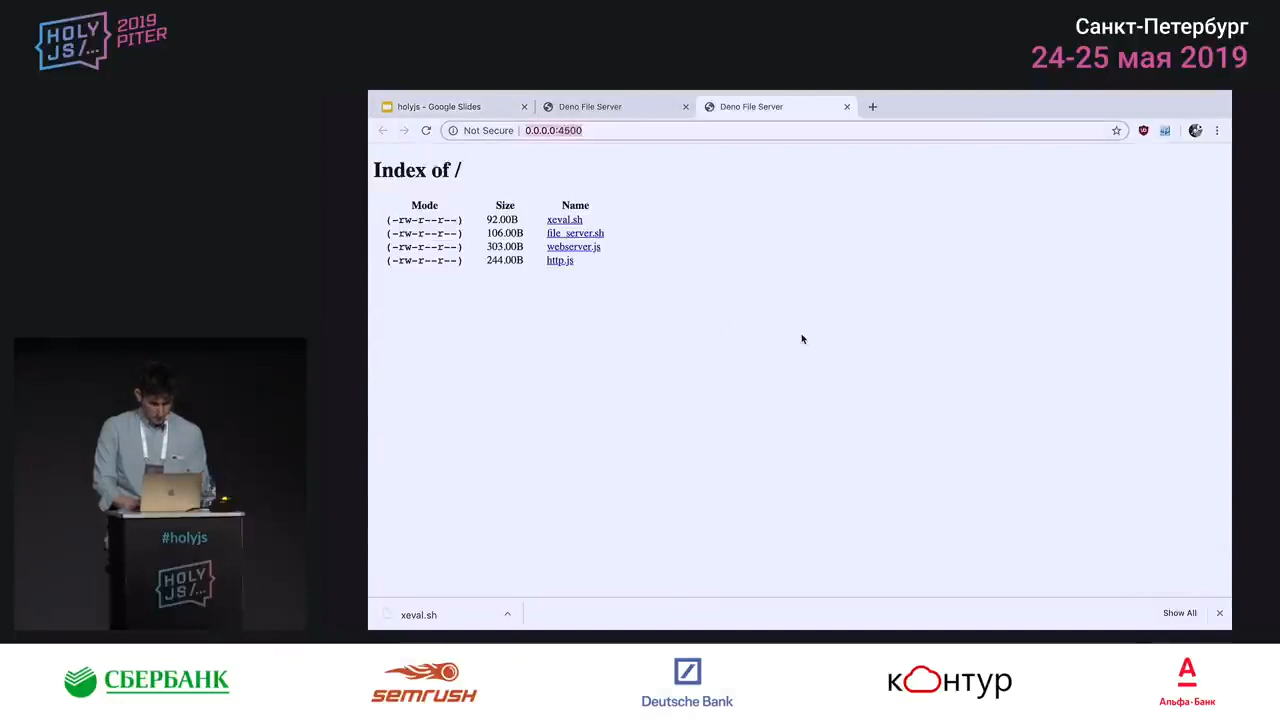 HOLY
JS/...
2019
PITER
Санкт-Петербург
24-25 мая 2019
holyjs - Google Slides
Deno File Server
Deno File Server
Not Secure
0.0.0.0:4500
Index of /
Mode Size Name
(-rw-r--r--) 92.00B xeval.sh
(-rw-r--r--) 106.00B file_server.sh
(-rw-r--r--) 303.00B webserver.js
(-rw-r--r--) 244.00B http.js
#holyjs
HOLY
JS/...
xeval.sh
Show All
СБЕРБАНК
SEMRUSH
Deutsche Bank
кОнтур
А
Альфа·Банк